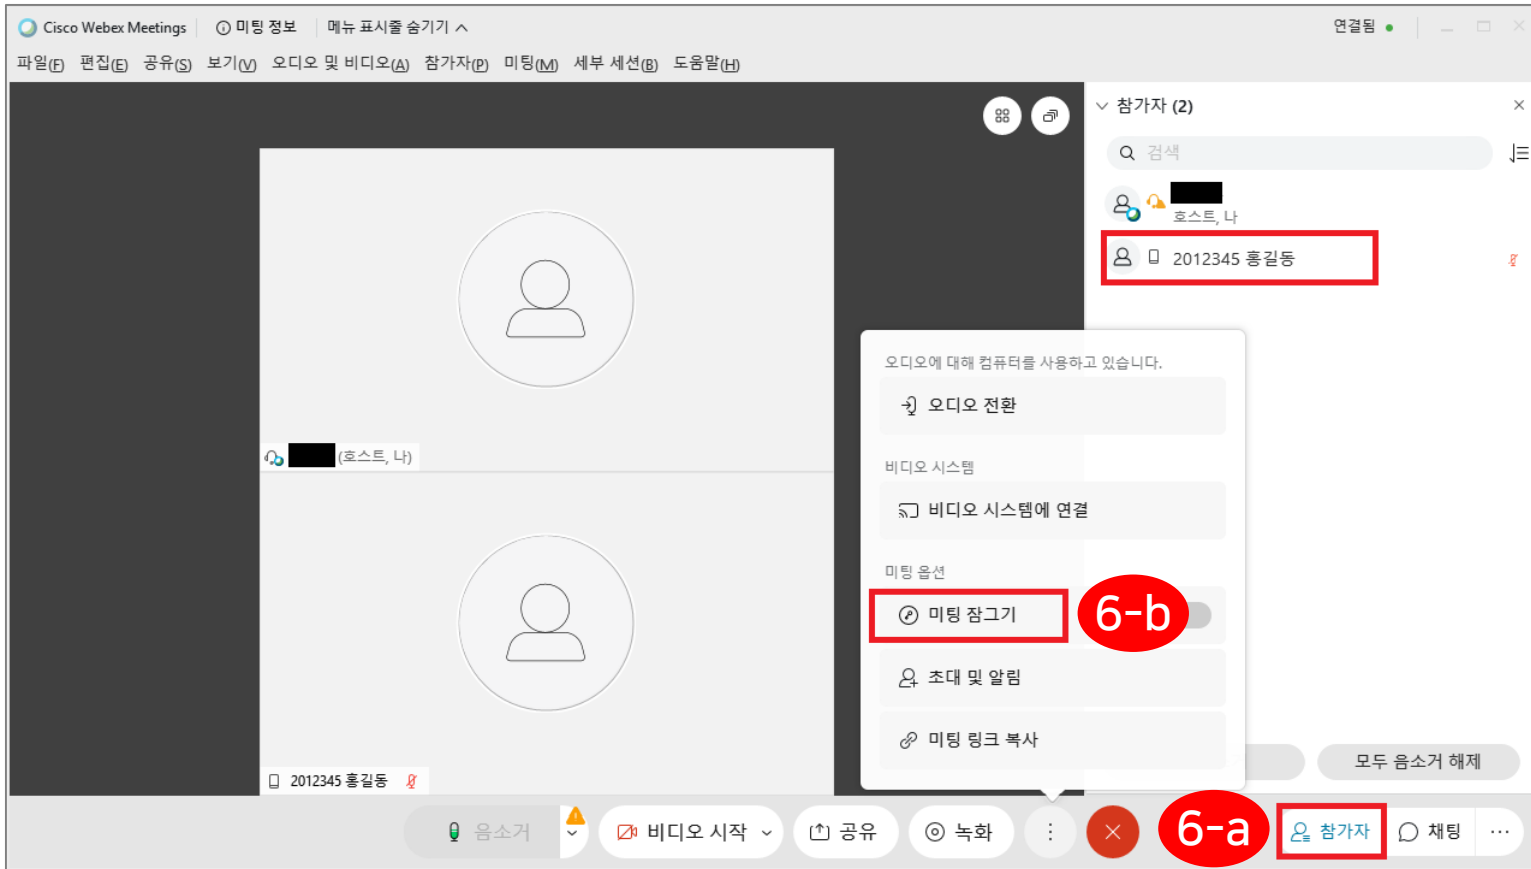 Cisco Webex Meetings
미팅 정보
메뉴 표시줄 숨기기
연결됨
파일(F) 편집(E) 공유(S) 보기(V) 오디오 및 비디오(A) 참가자(P) 미팅(M) 세부 세션(B) 도움말(H)
참가자 (2)
검색
호스트, 나
2012345 홍길동
(호스트, 나)
2012345 홍길동
오디오에 대해 컴퓨터를 사용하고 있습니다.
오디오 전환
비디오 시스템
비디오 시스템에 연결
미팅 옵션
미팅 잠그기
6-b
초대 및 알림
미팅 링크 복사
모두 음소거 해제
음소거
비디오 시작
공유
녹화
6-a
참가자
채팅